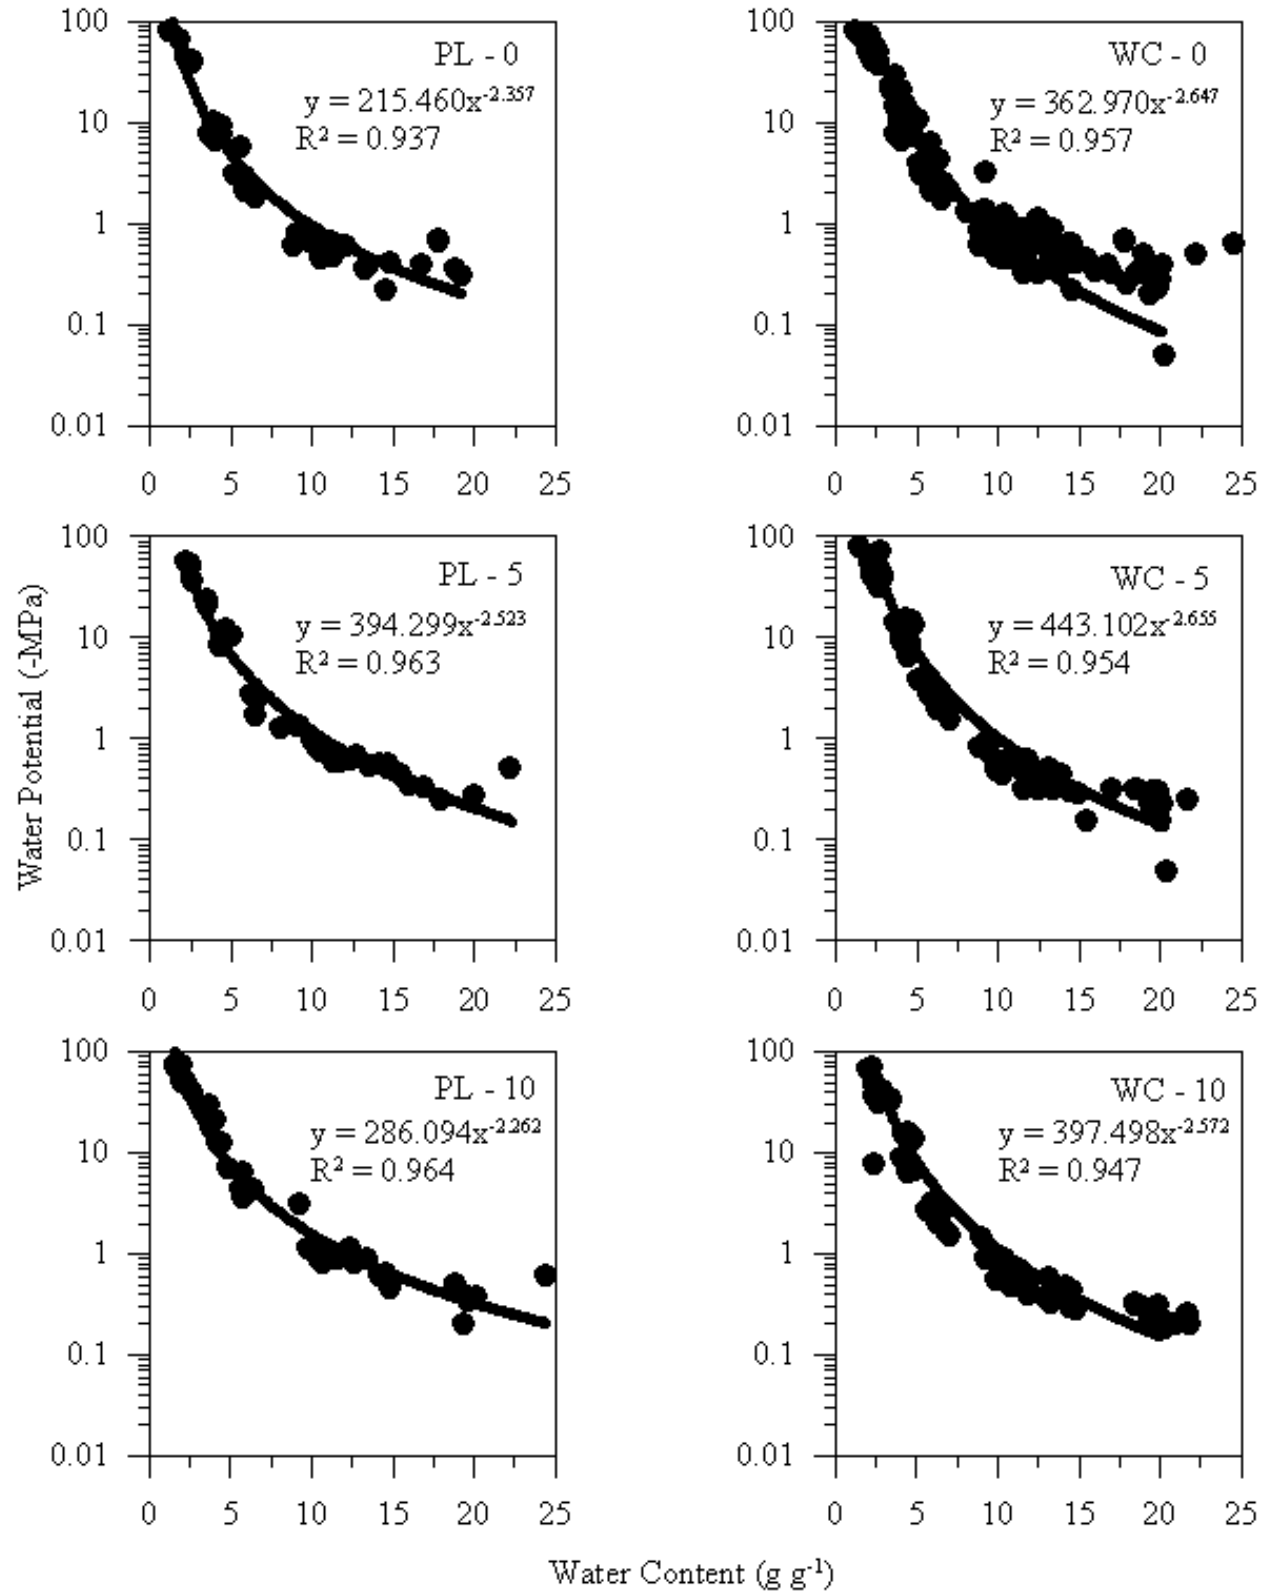 100
10
1
0.1
0.01
0 5 10 15 20 25
PL - 0
y = 215.460x-2.357
R² = 0.937
100
10
1
0.1
0.01
0 5 10 15 20 25
WC - 0
y = 362.970x-2.647
R² = 0.957
Water Potential (-MPa)
100
10
1
0.1
0.01
0 5 10 15 20 25
PL - 5
y = 394.299x-2.523
R² = 0.963
100
10
1
0.1
0.01
0 5 10 15 20 25
WC - 5
y = 443.102x-2.655
R² = 0.954
100
10
1
0.1
0.01
0 5 10 15 20 25
PL - 10
y = 286.094x-2.262
R² = 0.964
100
10
1
0.1
0.01
0 5 10 15 20 25
WC - 10
y = 397.498x-2.572
R² = 0.947
Water Content (g g-1)